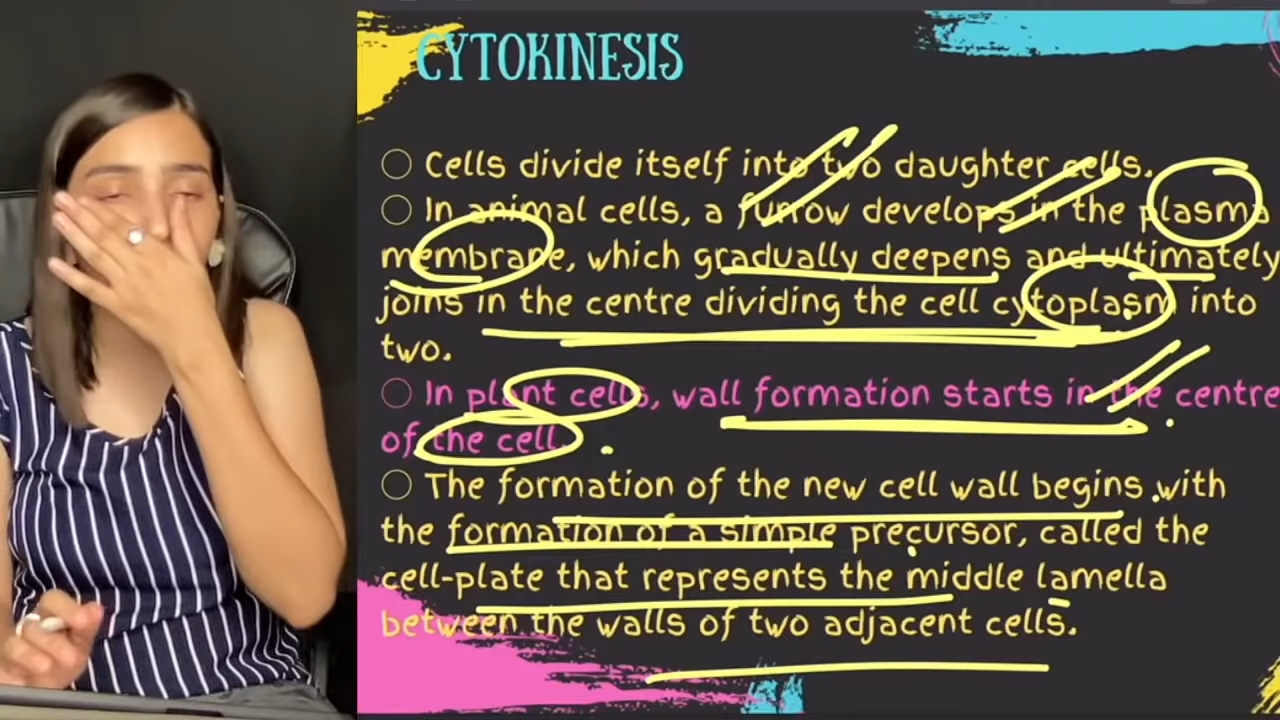 CYTOKINESIS
○ Cells divide itself into two daughter cells.
○ In animal cells, a furrow develops in the plasma
membrane, which gradually deepens and ultimately
joins in the centre dividing the cell cytoplasm into
two.
○ In plant cells, wall formation starts in the centre
of the cell.
○ The formation of the new cell wall begins with
the formation of a simple precursor, called the
cell-plate that represents the middle lamella
between the walls of two adjacent cells.